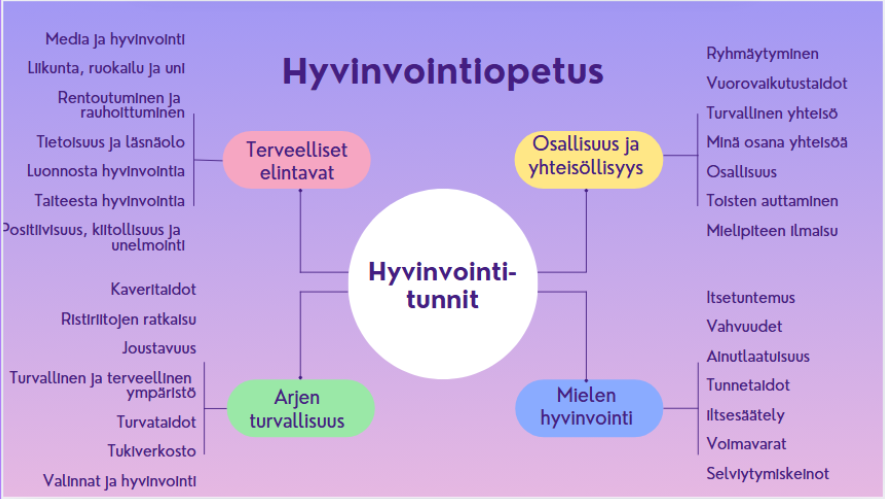 Hyvinvointiopetus
Media ja hyvinvointi
Liikunta, ruokailu ja uni
Rentoutuminen ja
rauhoittuminen
Tietoisuus ja läsnäolo
Luonnosta hyvinvointia
Taiteesta hyvinvointia
Positiivisuus, kiitollisuus ja
unelmointi
Terveelliset
elintavat
Osallisuus ja
yhteisöllisyys
Ryhmäytyminen
Vuorovaikutustaidot
Turvallinen yhteisö
Minä osana yhteisöä
Osallisuus
Toisten auttaminen
Mielipiteen ilmaisu
Hyvinvointi-
tunnit
Kaveritaidot
Ristiriitojen ratkaisu
Joustavuus
Turvallinen ja terveellinen
ympäristö
Turvataidot
Tukiverkosto
Valinnat ja hyvinvointi
Arjen
turvallisuus
Mielen
hyvinvointi
Itsetuntemus
Vahvuudet
Ainutlaatuisuus
Tunnetaidot
iItsesäätely
Voimavarat
Selviytymiskeinot